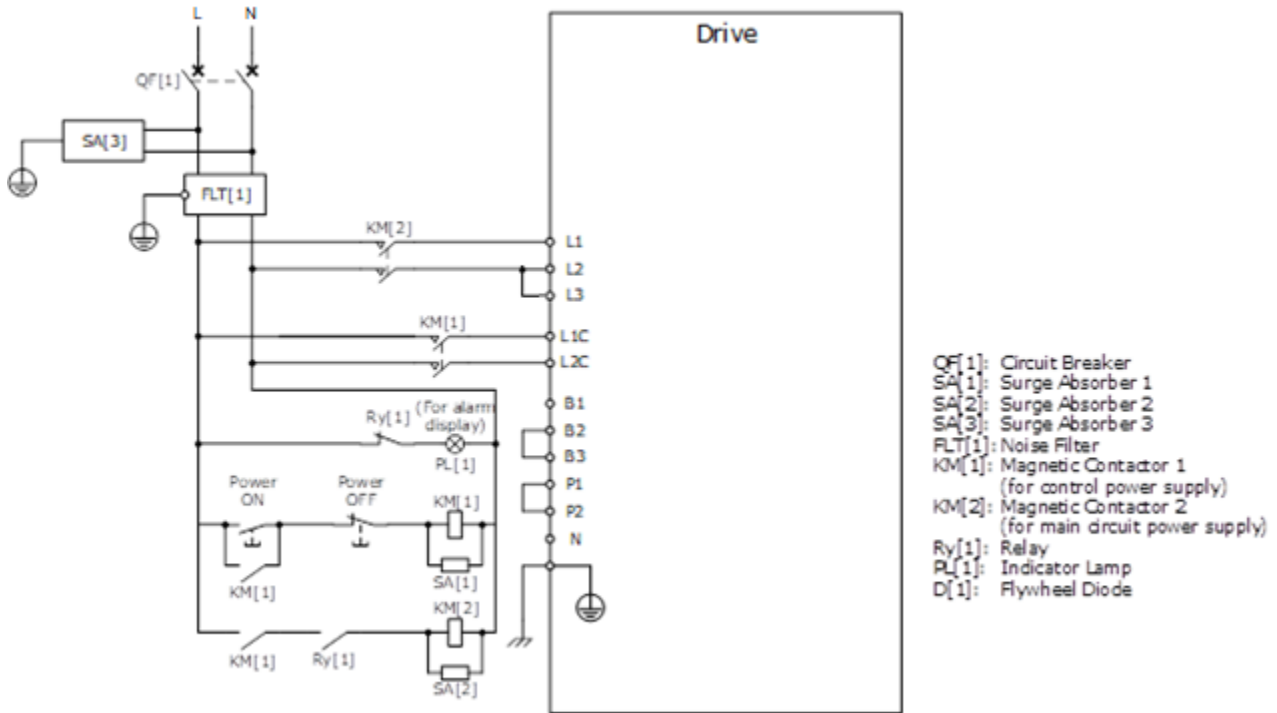 L N
Drive
QF[1]
SA[3]
FLT[1]
KM[2]
L1
L2
L3
KM[1]
L1C
L2C
B1
Ry[1] (For alarm
display)
B2
B3
PL[1]
P1
Power
ON
Power
OFF
KM[1]
P2
N
SA[1]
KM[1]
KM[2]
KM[1]
Ry[1]
SA[2]
QF[1]: Circuit Breaker
SA[1]: Surge Absorber 1
SA[2]: Surge Absorber 2
SA[3]: Surge Absorber 3
FLT[1]: Noise Filter
KM[1]: Magnetic Contactor 1
(for control power supply)
KM[2]: Magnetic Contactor 2
(for main circuit power supply)
Ry[1]: Relay
PL[1]: Indicator Lamp
D[1]: Flywheel Diode